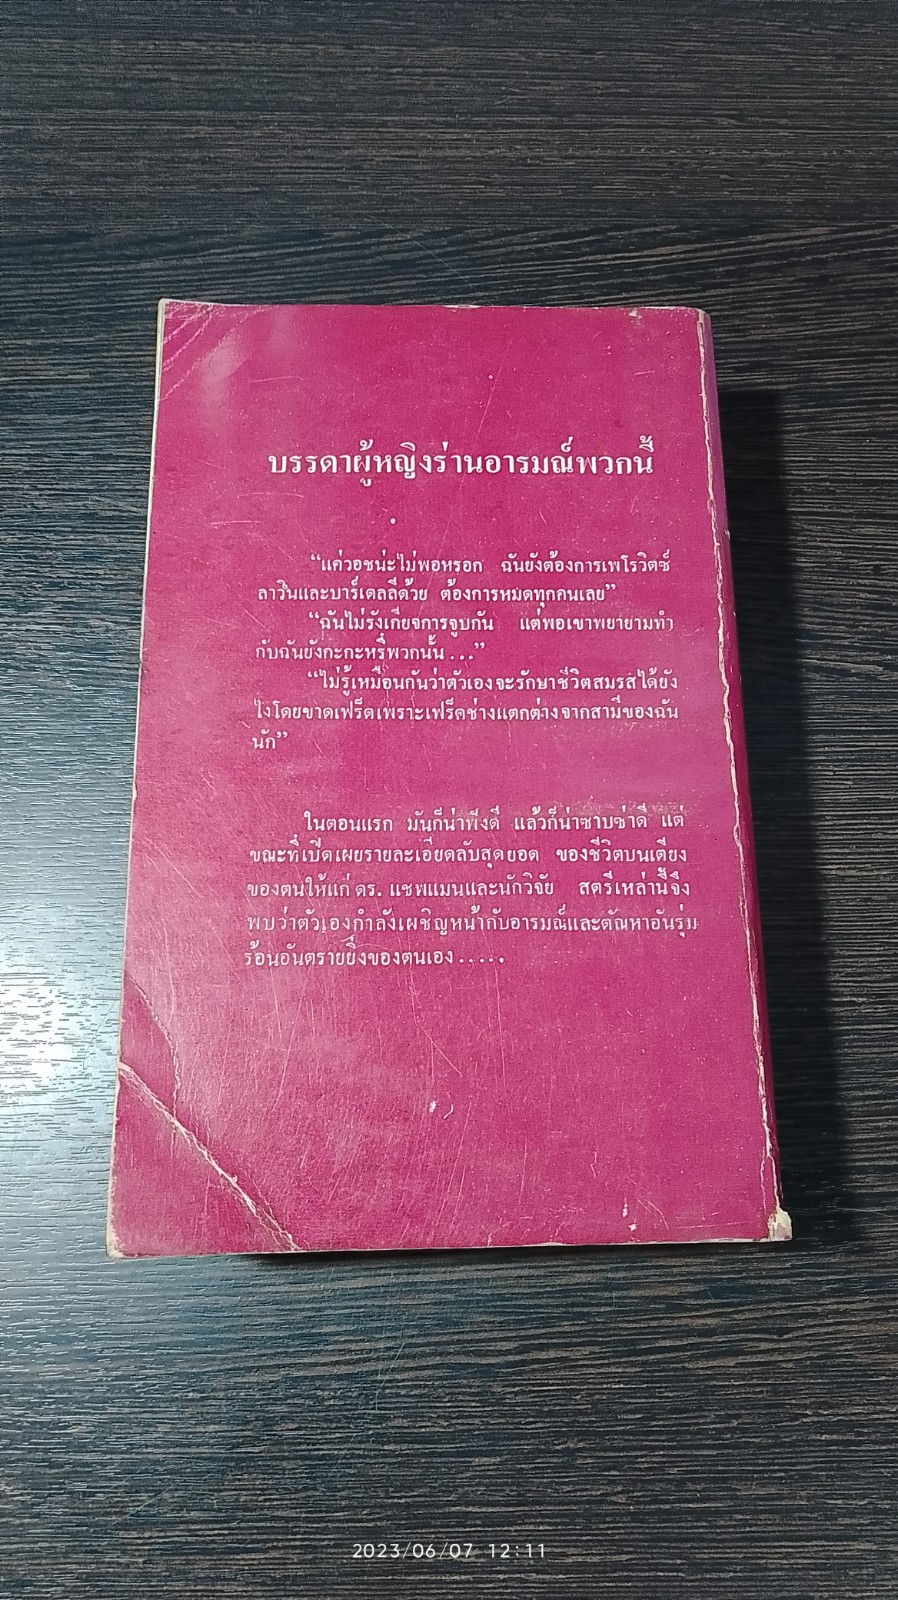 บรรดาผู้หญิงร่านอารมณ์พวกนี้
“แค่วอชน่ะไม่พอหรอก ฉันยังต้องการเพโรวิตซ์
ลาวินและบาร์เดลลีด้วย ต้องการหมดทุกคนเลย”
“ฉันไม่รังเกียจการจูบกัน แต่พอเขาพยายามทำ
กับฉันยังกะกะหรี่พวกนั้น...”
“ไม่รู้เหมือนกันว่าตัวเองจะรักษาชีวิตสมรสได้ยัง
ไงโดยขาดเฟร็ดเพราะเฟร็ดช่างแตกต่างจากสามีของฉัน
นัก”
ในตอนแรก มันก็น่าฟังดี แล้วก็น่าซาบซ่าดี แต่
ขณะที่เปิดเผยรายละเอียดลับสุดยอด ของชีวิตบนเตียง
ของตนให้แก่ ดร. แชพแมนและนักวิจัย สตรีเหล่านี้จึง
พบว่าตัวเองกำลังเผชิญหน้ากับอารมณ์และตัณหาอันรุ่ม
ร้อนอันตรายยิ่งของตนเอง.....
2023/06/07 12:11